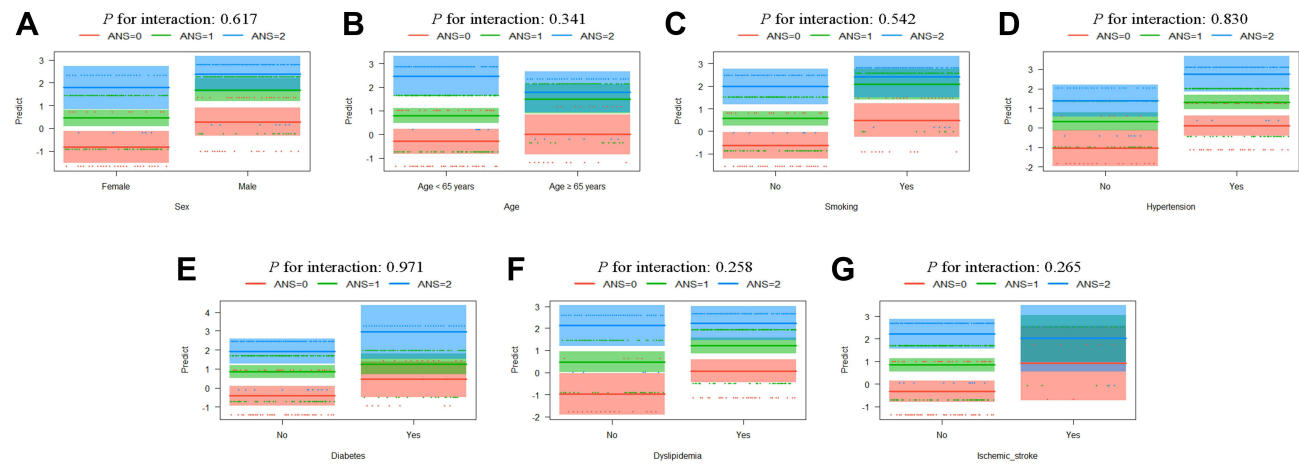 A
P for interaction: 0.617
ANS=0 ANS=1 ANS=2
Predict
3
2
1
0
-1
Female Male
Sex
B
P for interaction: 0.341
ANS=0 ANS=1 ANS=2
Predict
3
2
1
0
-1
Age < 65 years Age ≥ 65 years
Age
C
P for interaction: 0.542
ANS=0 ANS=1 ANS=2
Predict
3
2
1
0
-1
No Yes
Smoking
D
P for interaction: 0.830
ANS=0 ANS=1 ANS=2
Predict
3
2
1
0
-1
-2
No Yes
Hypertension
E
P for interaction: 0.971
ANS=0 ANS=1 ANS=2
Predict
4
3
2
1
0
-1
No Yes
Diabetes
F
P for interaction: 0.258
ANS=0 ANS=1 ANS=2
Predict
3
2
1
0
-1
-2
No Yes
Dyslipidemia
G
P for interaction: 0.265
ANS=0 ANS=1 ANS=2
Predict
3
2
1
0
-1
No Yes
Ischemic_stroke